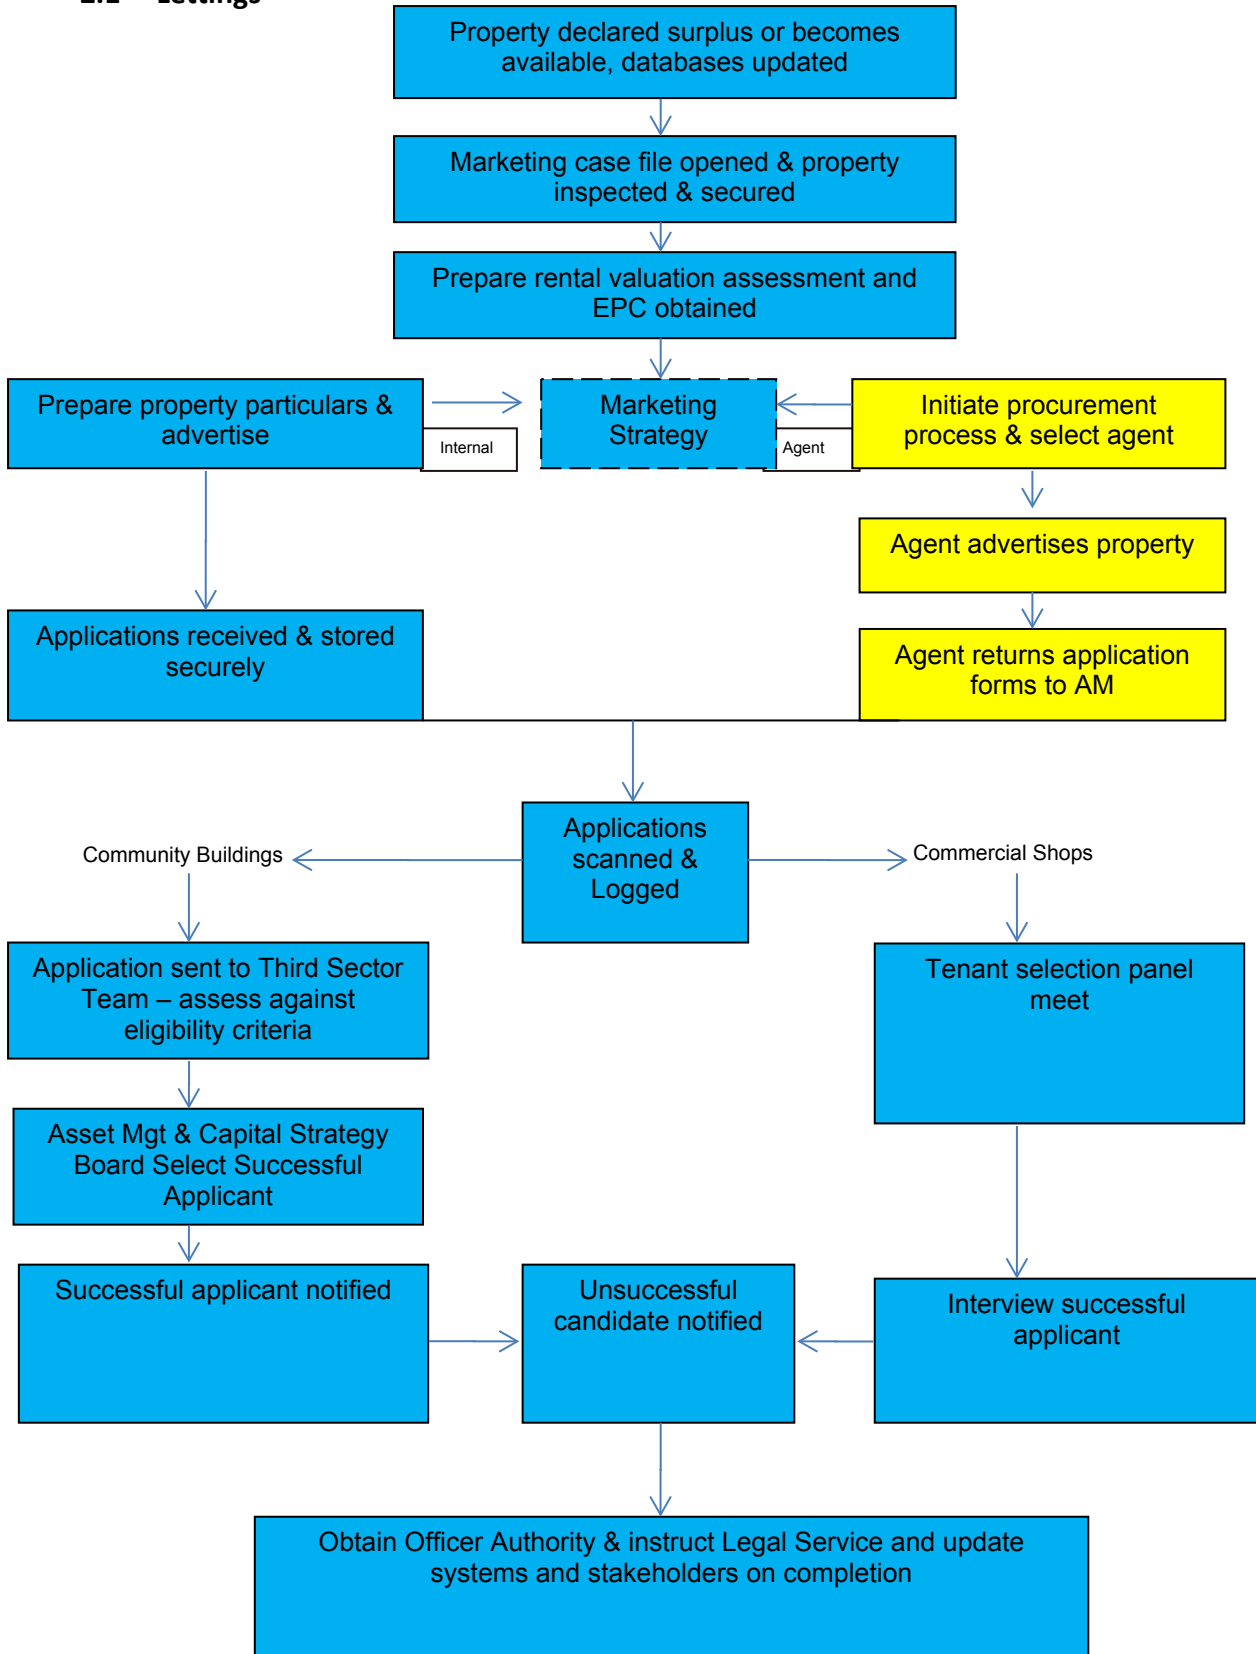 Property declared surplus or becomes
available, databases updated
Marketing case file opened & property
inspected & secured
Prepare rental valuation assessment and
EPC obtained
Prepare property particulars &
advertise
Internal
Marketing
Strategy
Agent
Initiate procurement
process & select agent
Agent advertises property
Applications received & stored
securely
Agent returns application
forms to AM
Applications
scanned &
Logged
Community Buildings
Commercial Shops
Application sent to Third Sector
Team – assess against
eligibility criteria
Tenant selection panel
meet
Asset Mgt & Capital Strategy
Board Select Successful
Applicant
Successful applicant notified
Unsuccessful
candidate notified
Interview successful
applicant
Obtain Officer Authority & instruct Legal Service and update
systems and stakeholders on completion